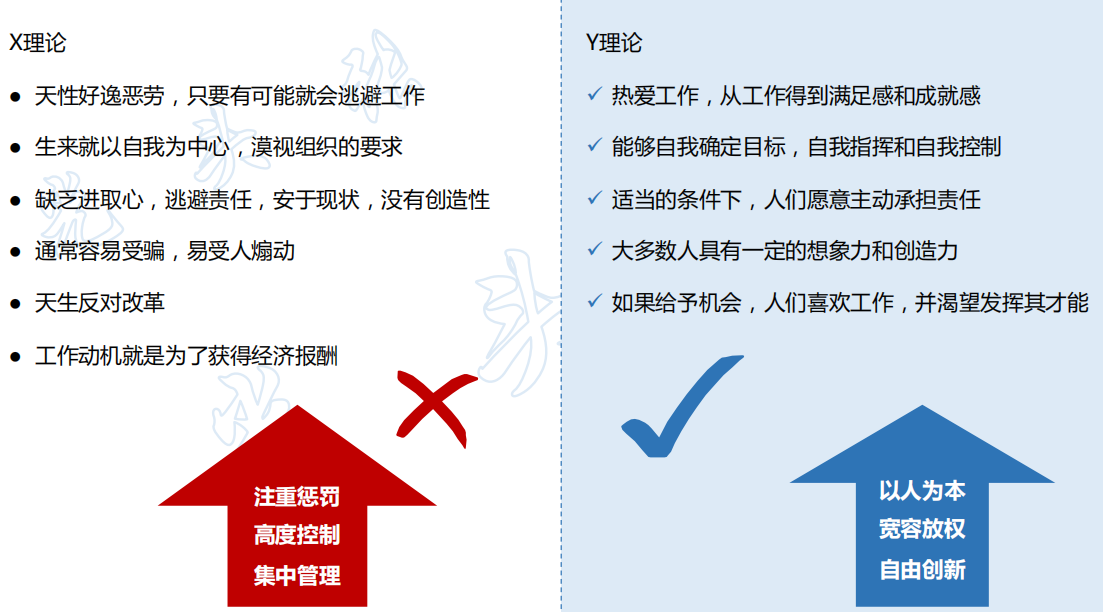 X理论
天性好逸恶劳，只要有可能就会逃避工作
生来就以自我为中心，漠视组织的要求
缺乏进取心，逃避责任，安于现状，没有创造性
通常容易受骗，易受人煽动
天生反对改革
工作动机就是为了获得经济报酬
注重惩罚
高度控制
集中管理
Y理论
热爱工作，从工作得到满足感和成就感
能够自我确定目标，自我指挥和自我控制
适当的条件下，人们愿意主动承担责任
大多数人具有一定的想象力和创造力
如果给予机会，人们喜欢工作，并渴望发挥其才能
以人为本
宽容放权
自由创新